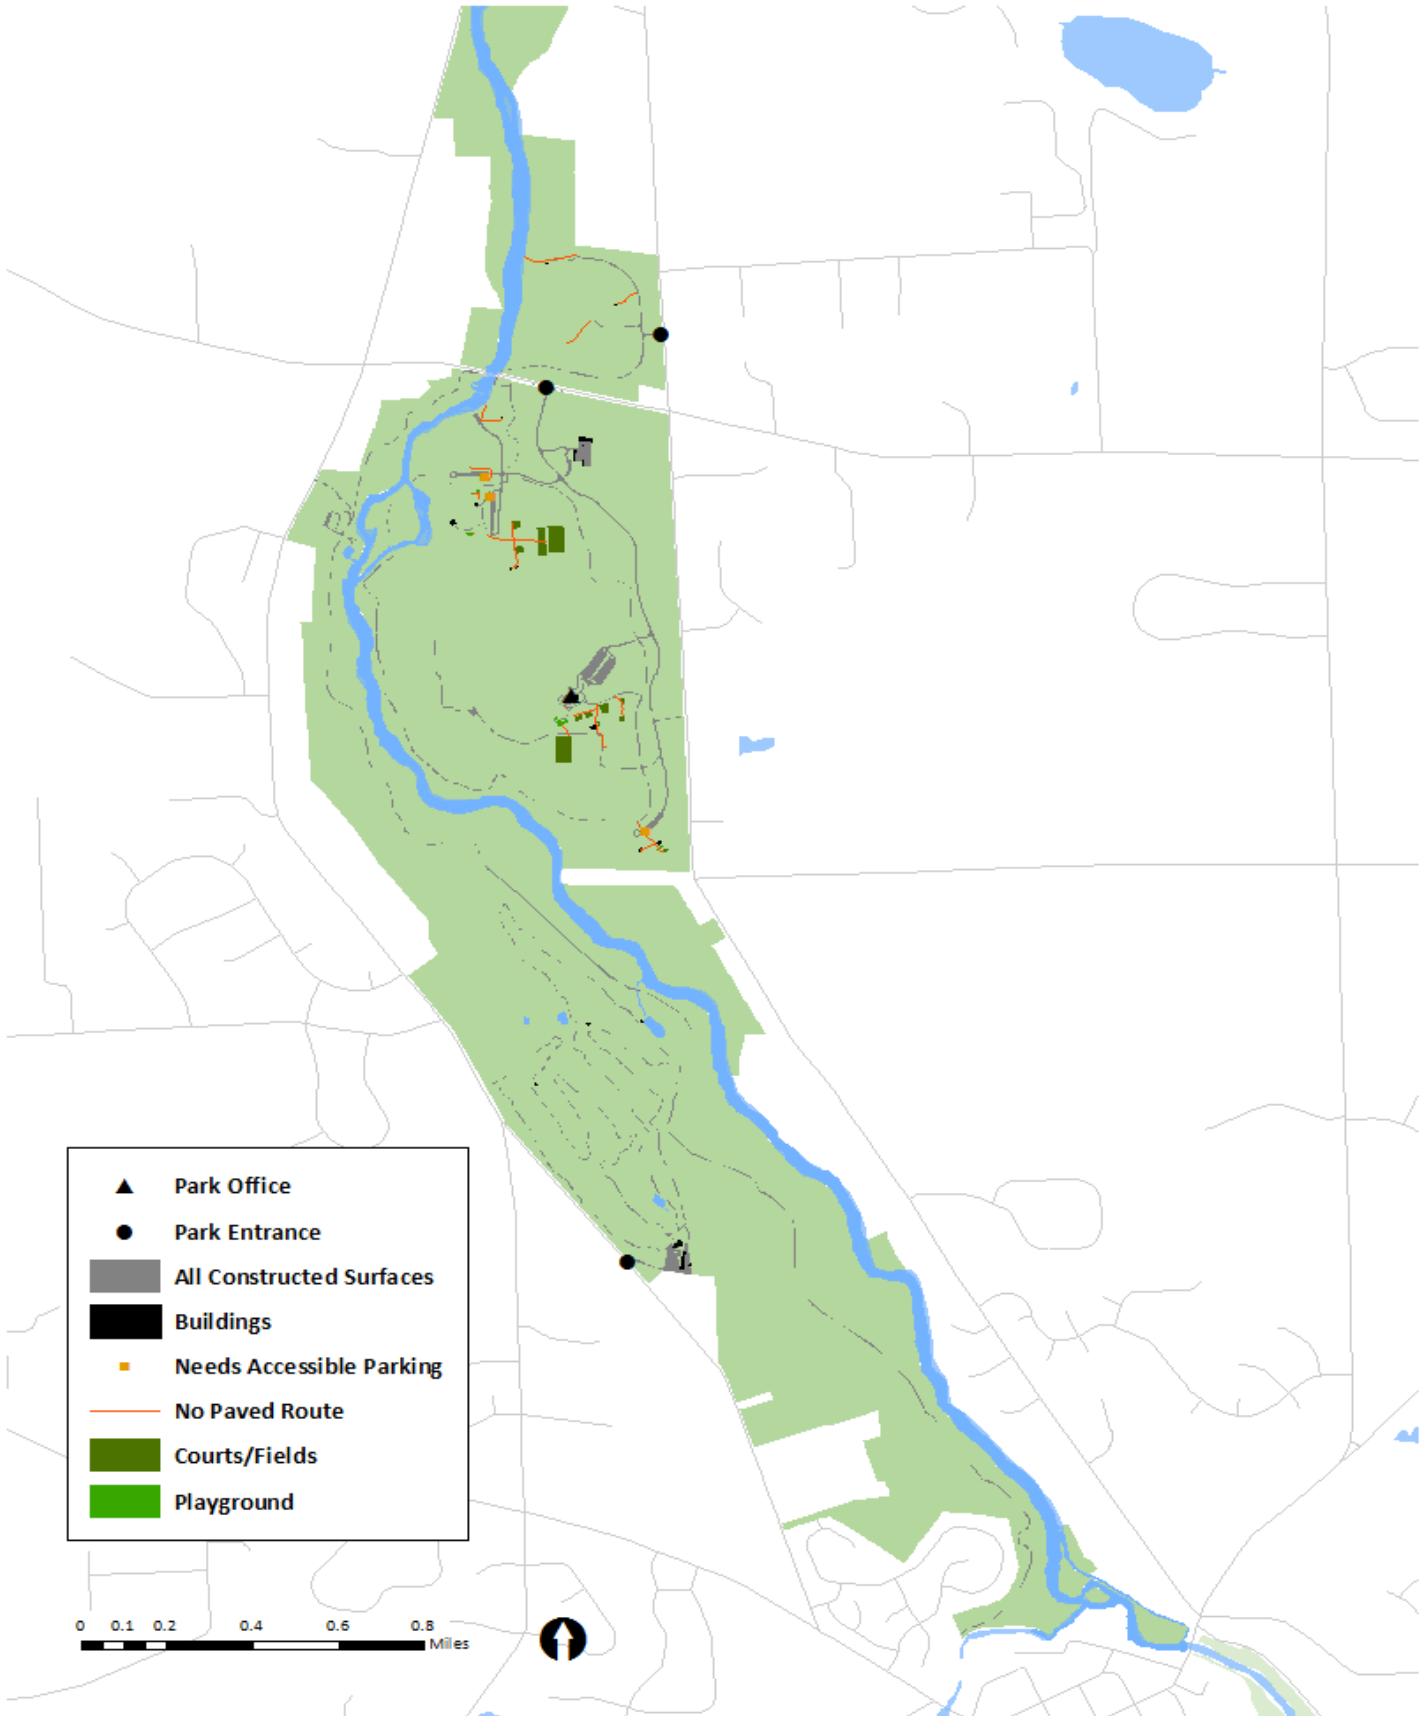 Park Office
Park Entrance
All Constructed Surfaces
Buildings
Needs Accessible Parking
No Paved Route
Courts/Fields
Playground
0 0.1 0.2 0.4 0.6 0.8
Miles